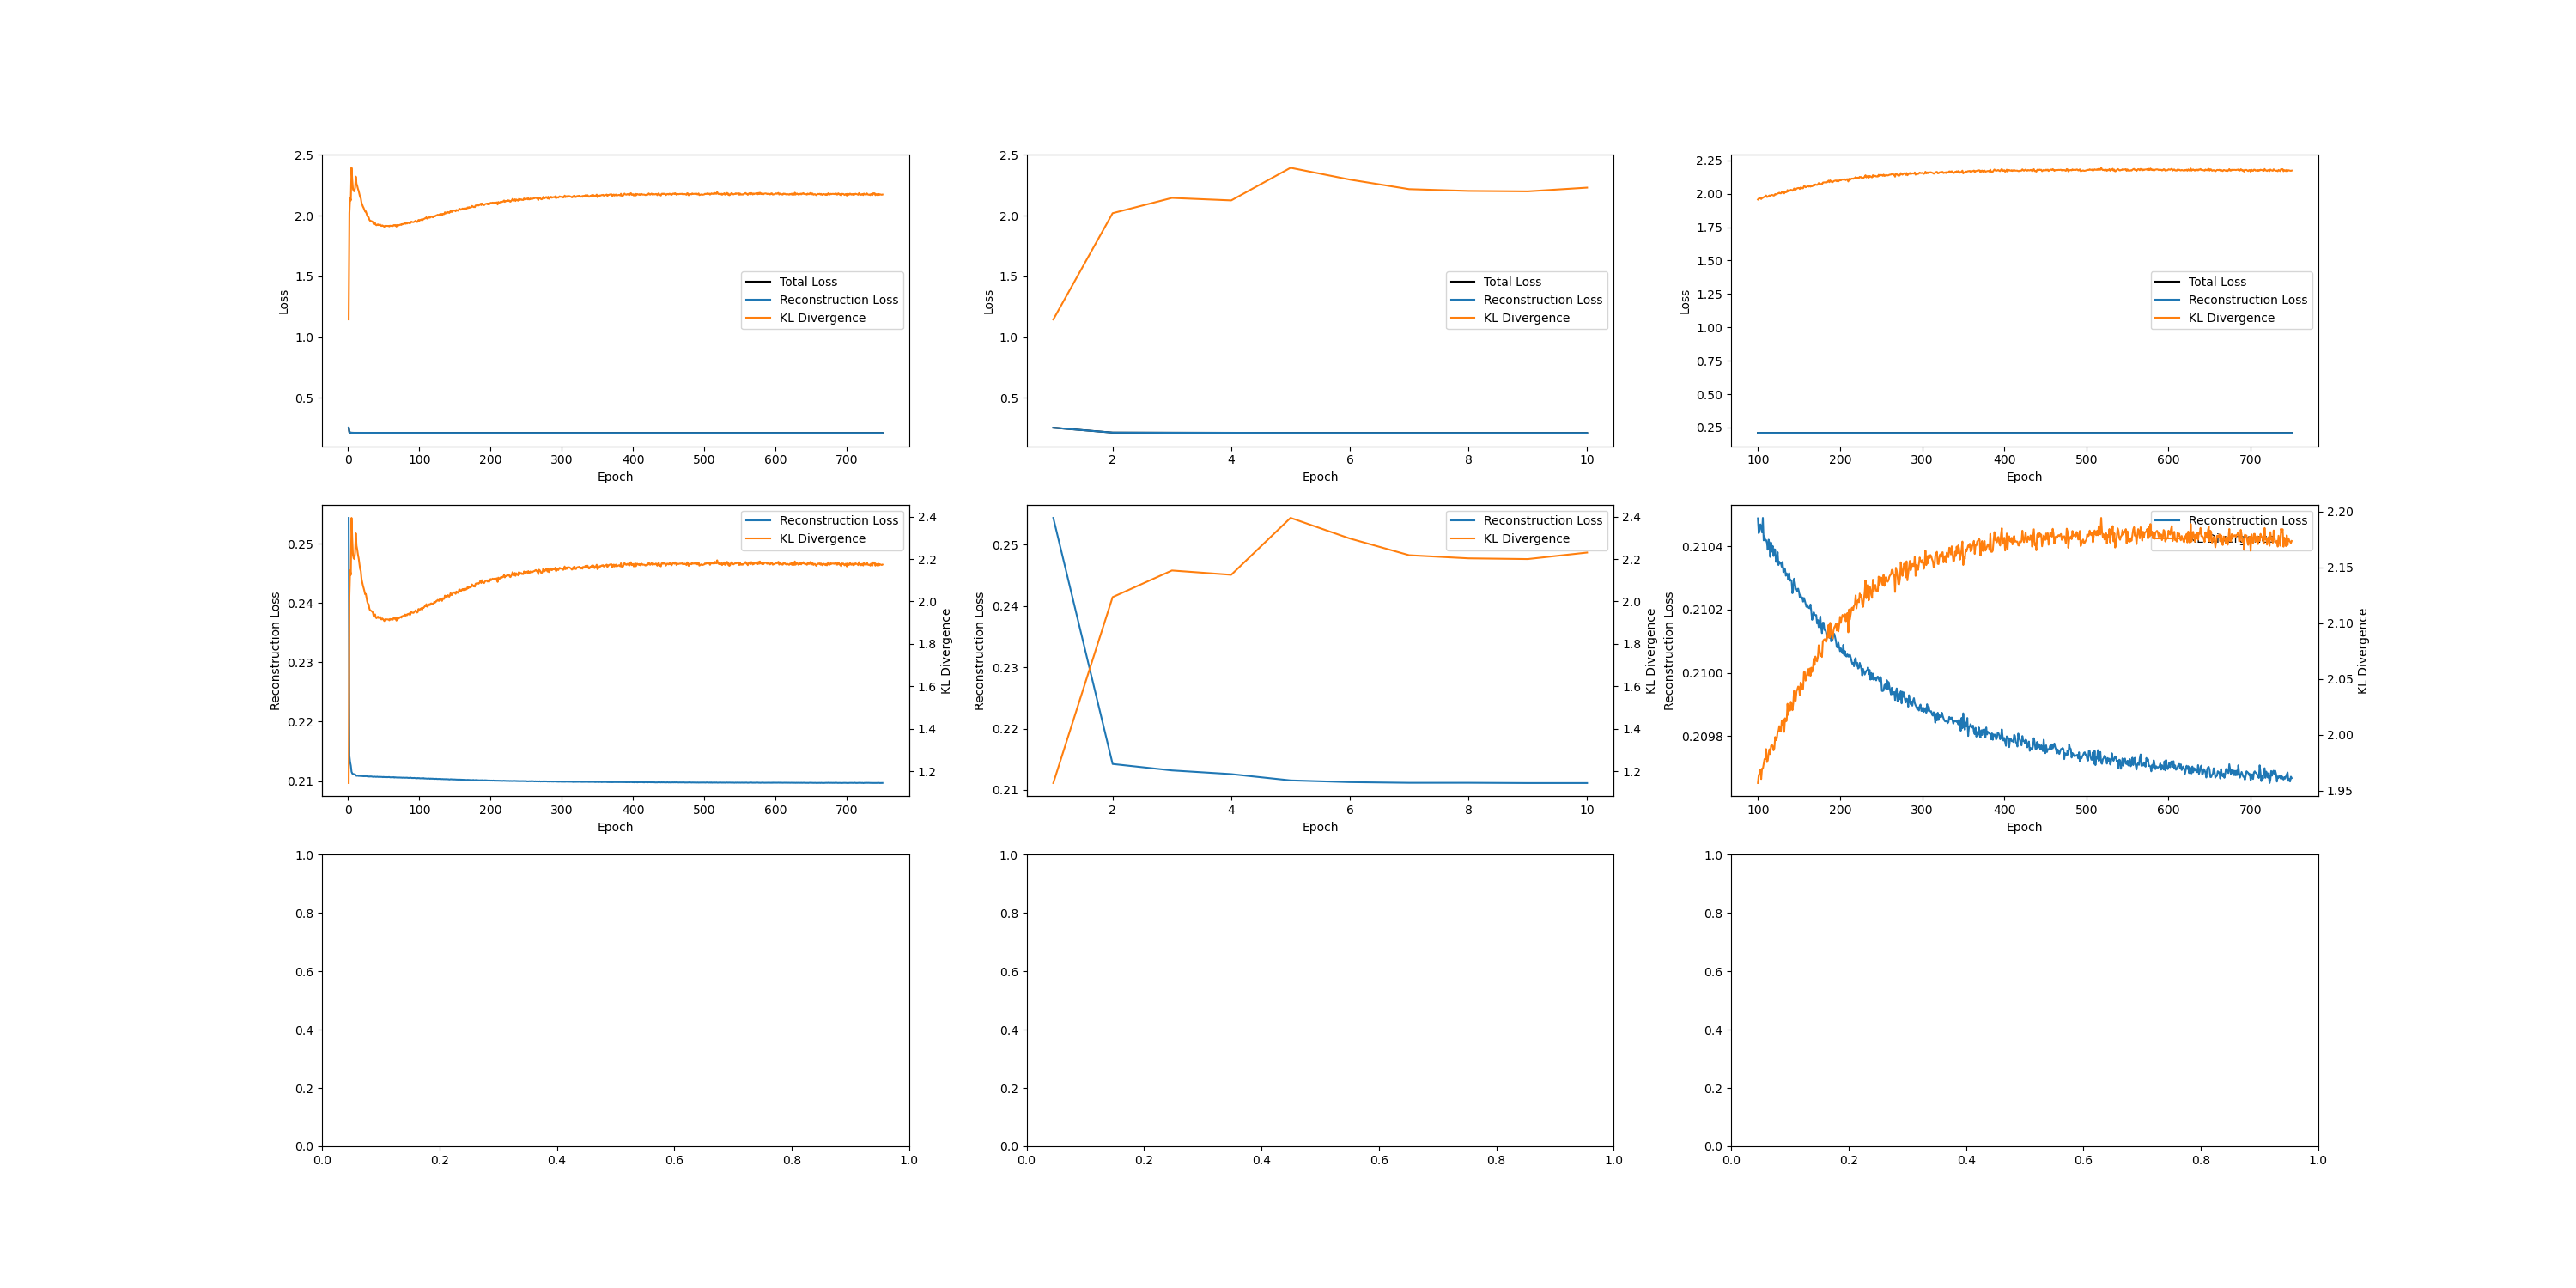 2.5
2.0
1.5
1.0
0.5
Loss
0 100 200 300 400 500 600 700
Epoch
Total Loss
Reconstruction Loss
KL Divergence
2.5
2.0
1.5
1.0
0.5
Loss
2 4 6 8 10
Epoch
Total Loss
Reconstruction Loss
KL Divergence
2.25
2.00
1.75
1.50
1.25
1.00
0.75
0.50
0.25
Loss
100 200 300 400 500 600 700
Epoch
Total Loss
Reconstruction Loss
KL Divergence
0.25
0.24
0.23
0.22
0.21
Reconstruction Loss
0 100 200 300 400 500 600 700
Epoch
2.4
2.2
2.0
1.8
1.6
1.4
1.2
KL Divergence
Reconstruction Loss
KL Divergence
0.25
0.24
0.23
0.22
0.21
Reconstruction Loss
2 4 6 8 10
Epoch
2.4
2.2
2.0
1.8
1.6
1.4
1.2
KL Divergence
Reconstruction Loss
KL Divergence
0.2104
0.2102
0.2100
0.2098
Reconstruction Loss
100 200 300 400 500 600 700
Epoch
2.20
2.15
2.10
2.05
2.00
1.95
KL Divergence
Reconstruction Loss
KL Divergence
1.0
0.8
0.6
0.4
0.2
0.0
0.0 0.2 0.4 0.6 0.8 1.0
1.0
0.8
0.6
0.4
0.2
0.0
0.0 0.2 0.4 0.6 0.8 1.0
1.0
0.8
0.6
0.4
0.2
0.0
0.0 0.2 0.4 0.6 0.8 1.0